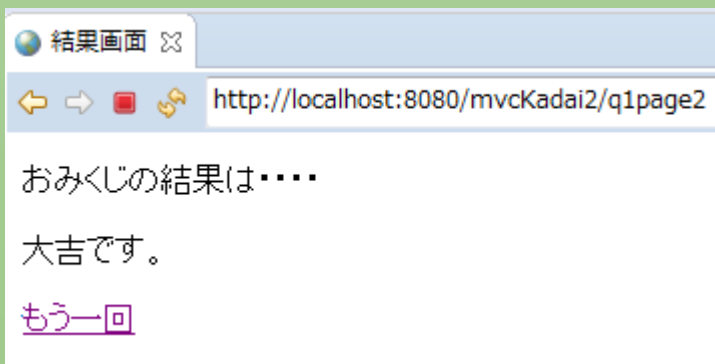 結果画面
http://localhost:8080/mvcKadai2/q1page2
おみくじの結果は・・・・
大吉です。
もう一回